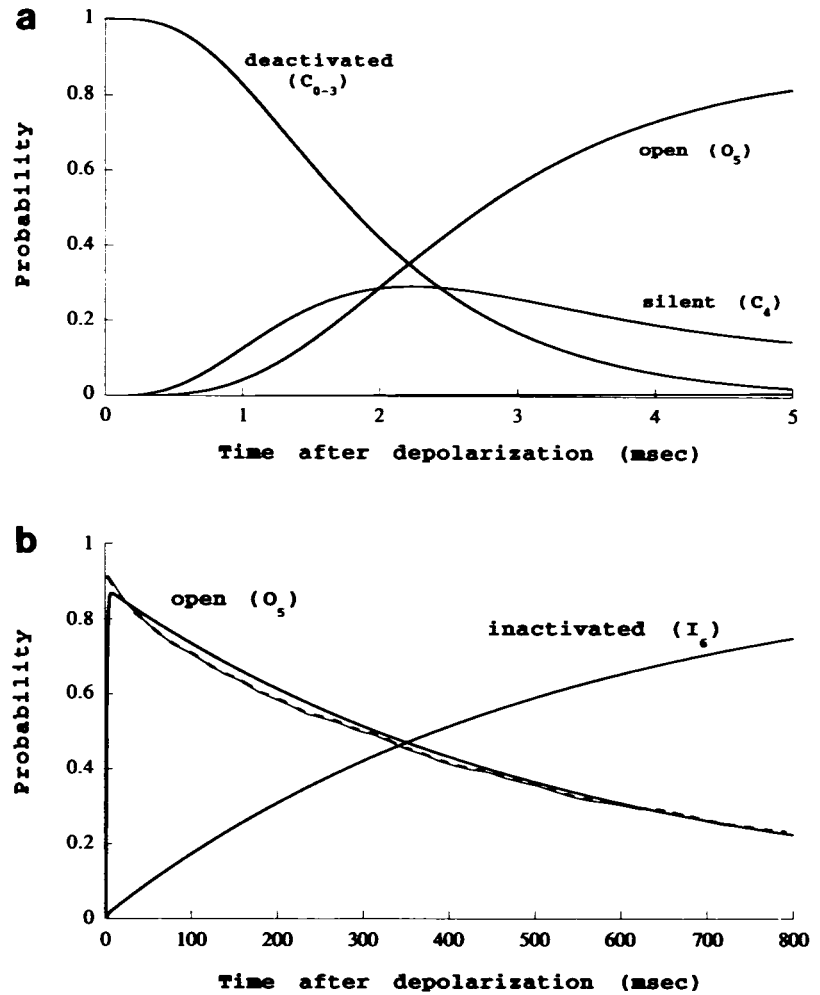 a
1
0.8
0.6
0.4
0.2
0
Probability
deactivated
(C₀₋₃)
open (O₅)
silent (C₄)
0 1 2 3 4 5
Time after depolarization (msec)
b
1
0.8
0.6
0.4
0.2
0
Probability
open (O₅)
inactivated (I₆)
0 100 200 300 400 500 600 700 800
Time after depolarization (msec)